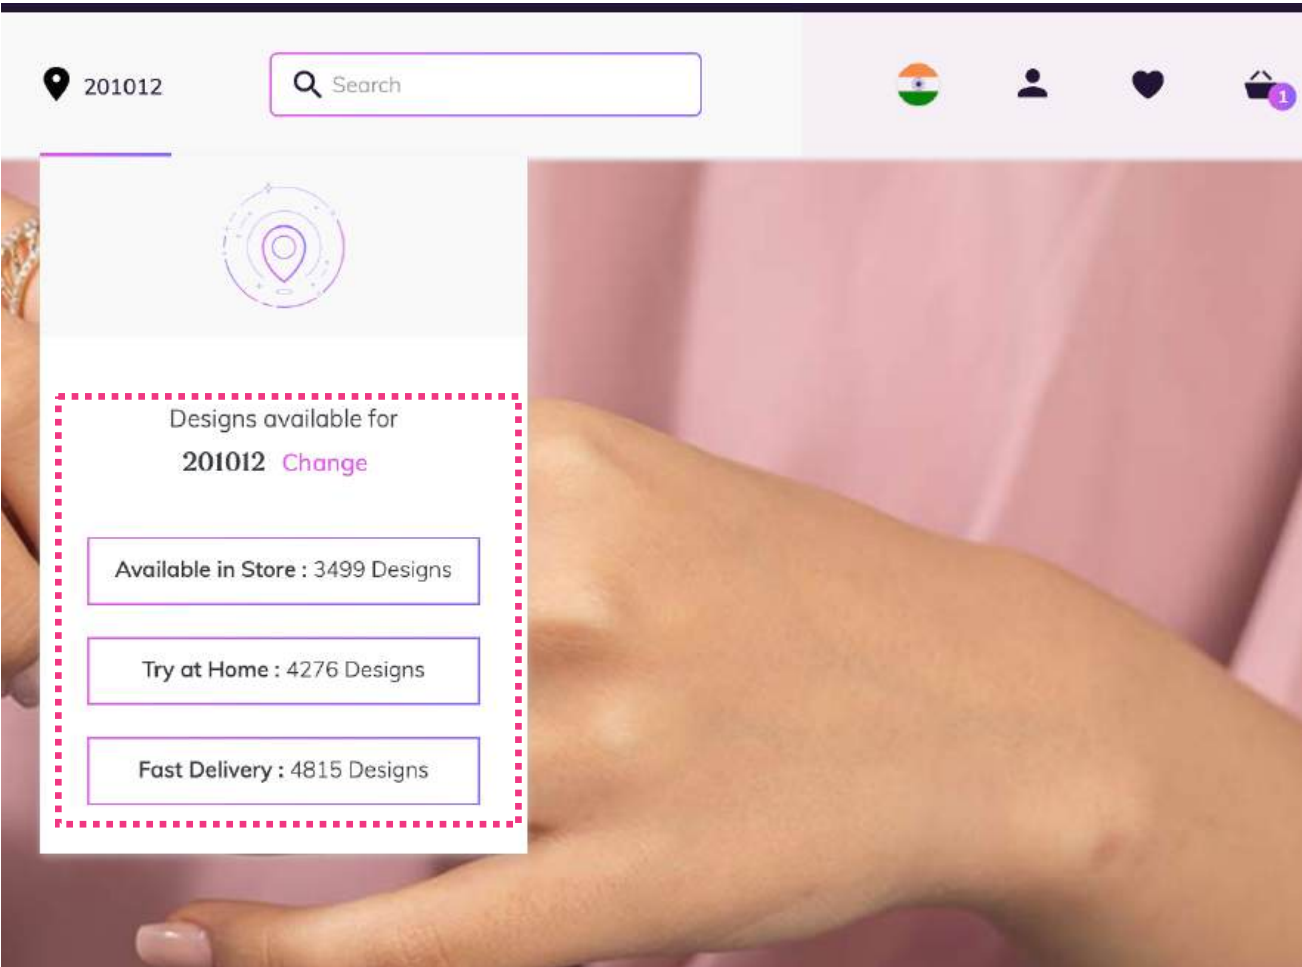 201012
Search
1
Designs available for
201012 Change
Available in Store : 3499 Designs
Try at Home : 4276 Designs
Fast Delivery : 4815 Designs